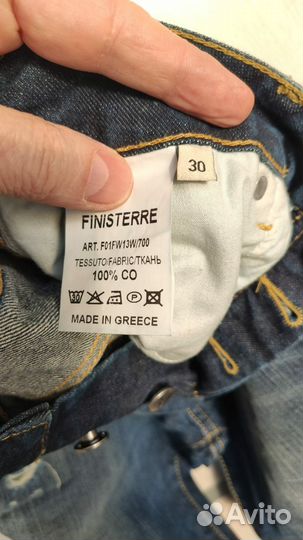 30
FINISTERRE
ART. F01FW13W/700
TESSUTO/FABRIC/ТКАНЬ
100% CO
MADE IN GREECE
Avito